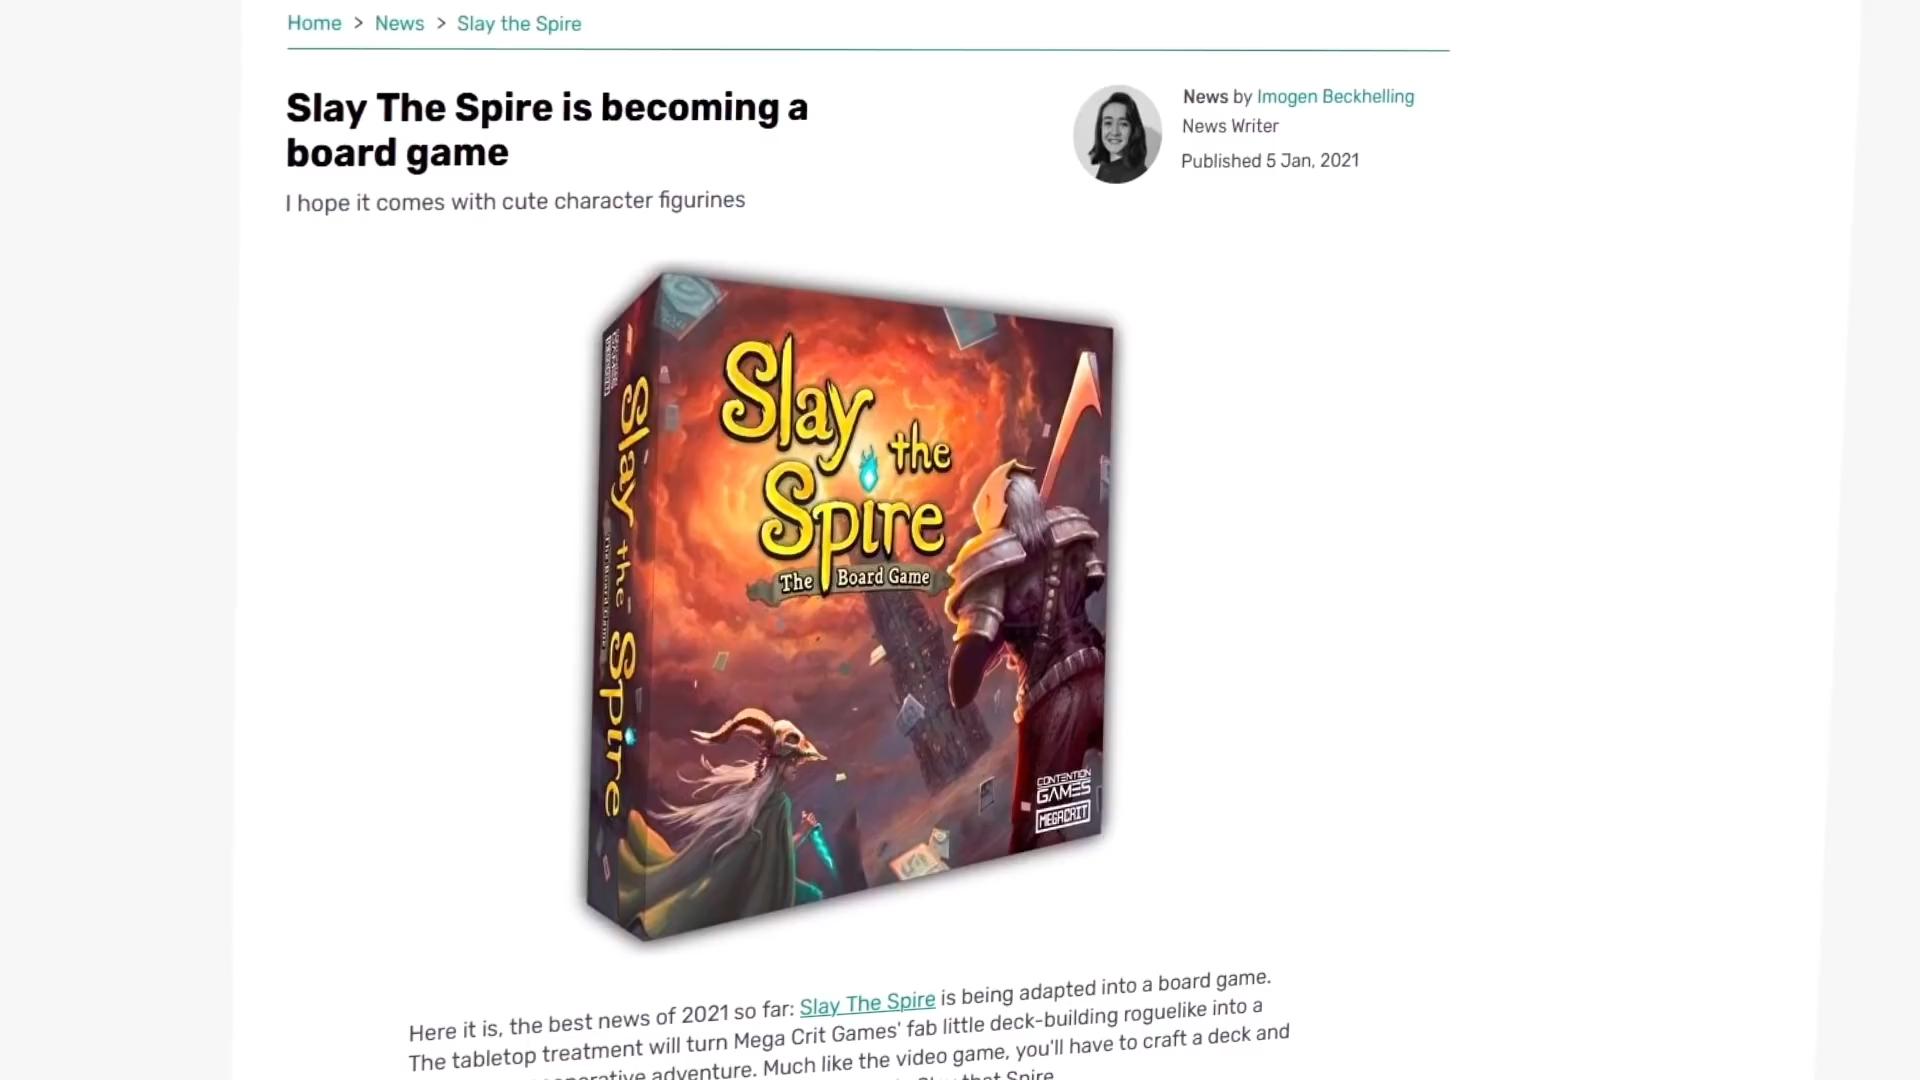 Home > News > Slay the Spire
Slay The Spire is becoming a
board game
I hope it comes with cute character figurines
News by Imogen Beckhelling
News Writer
Published 5 Jan, 2021
Slay
the
Spire
The Board Game
Slay the Spire
The Board Game
CONTENTION
GAMES
MEGACRIT
Here it is, the best news of 2021 so far: Slay The Spire is being adapted into a board game.
The tabletop treatment will turn Mega Crit Games' fab little deck-building roguelike into a
adventure. Much like the video game, you'll have to craft a deck and
that Spire